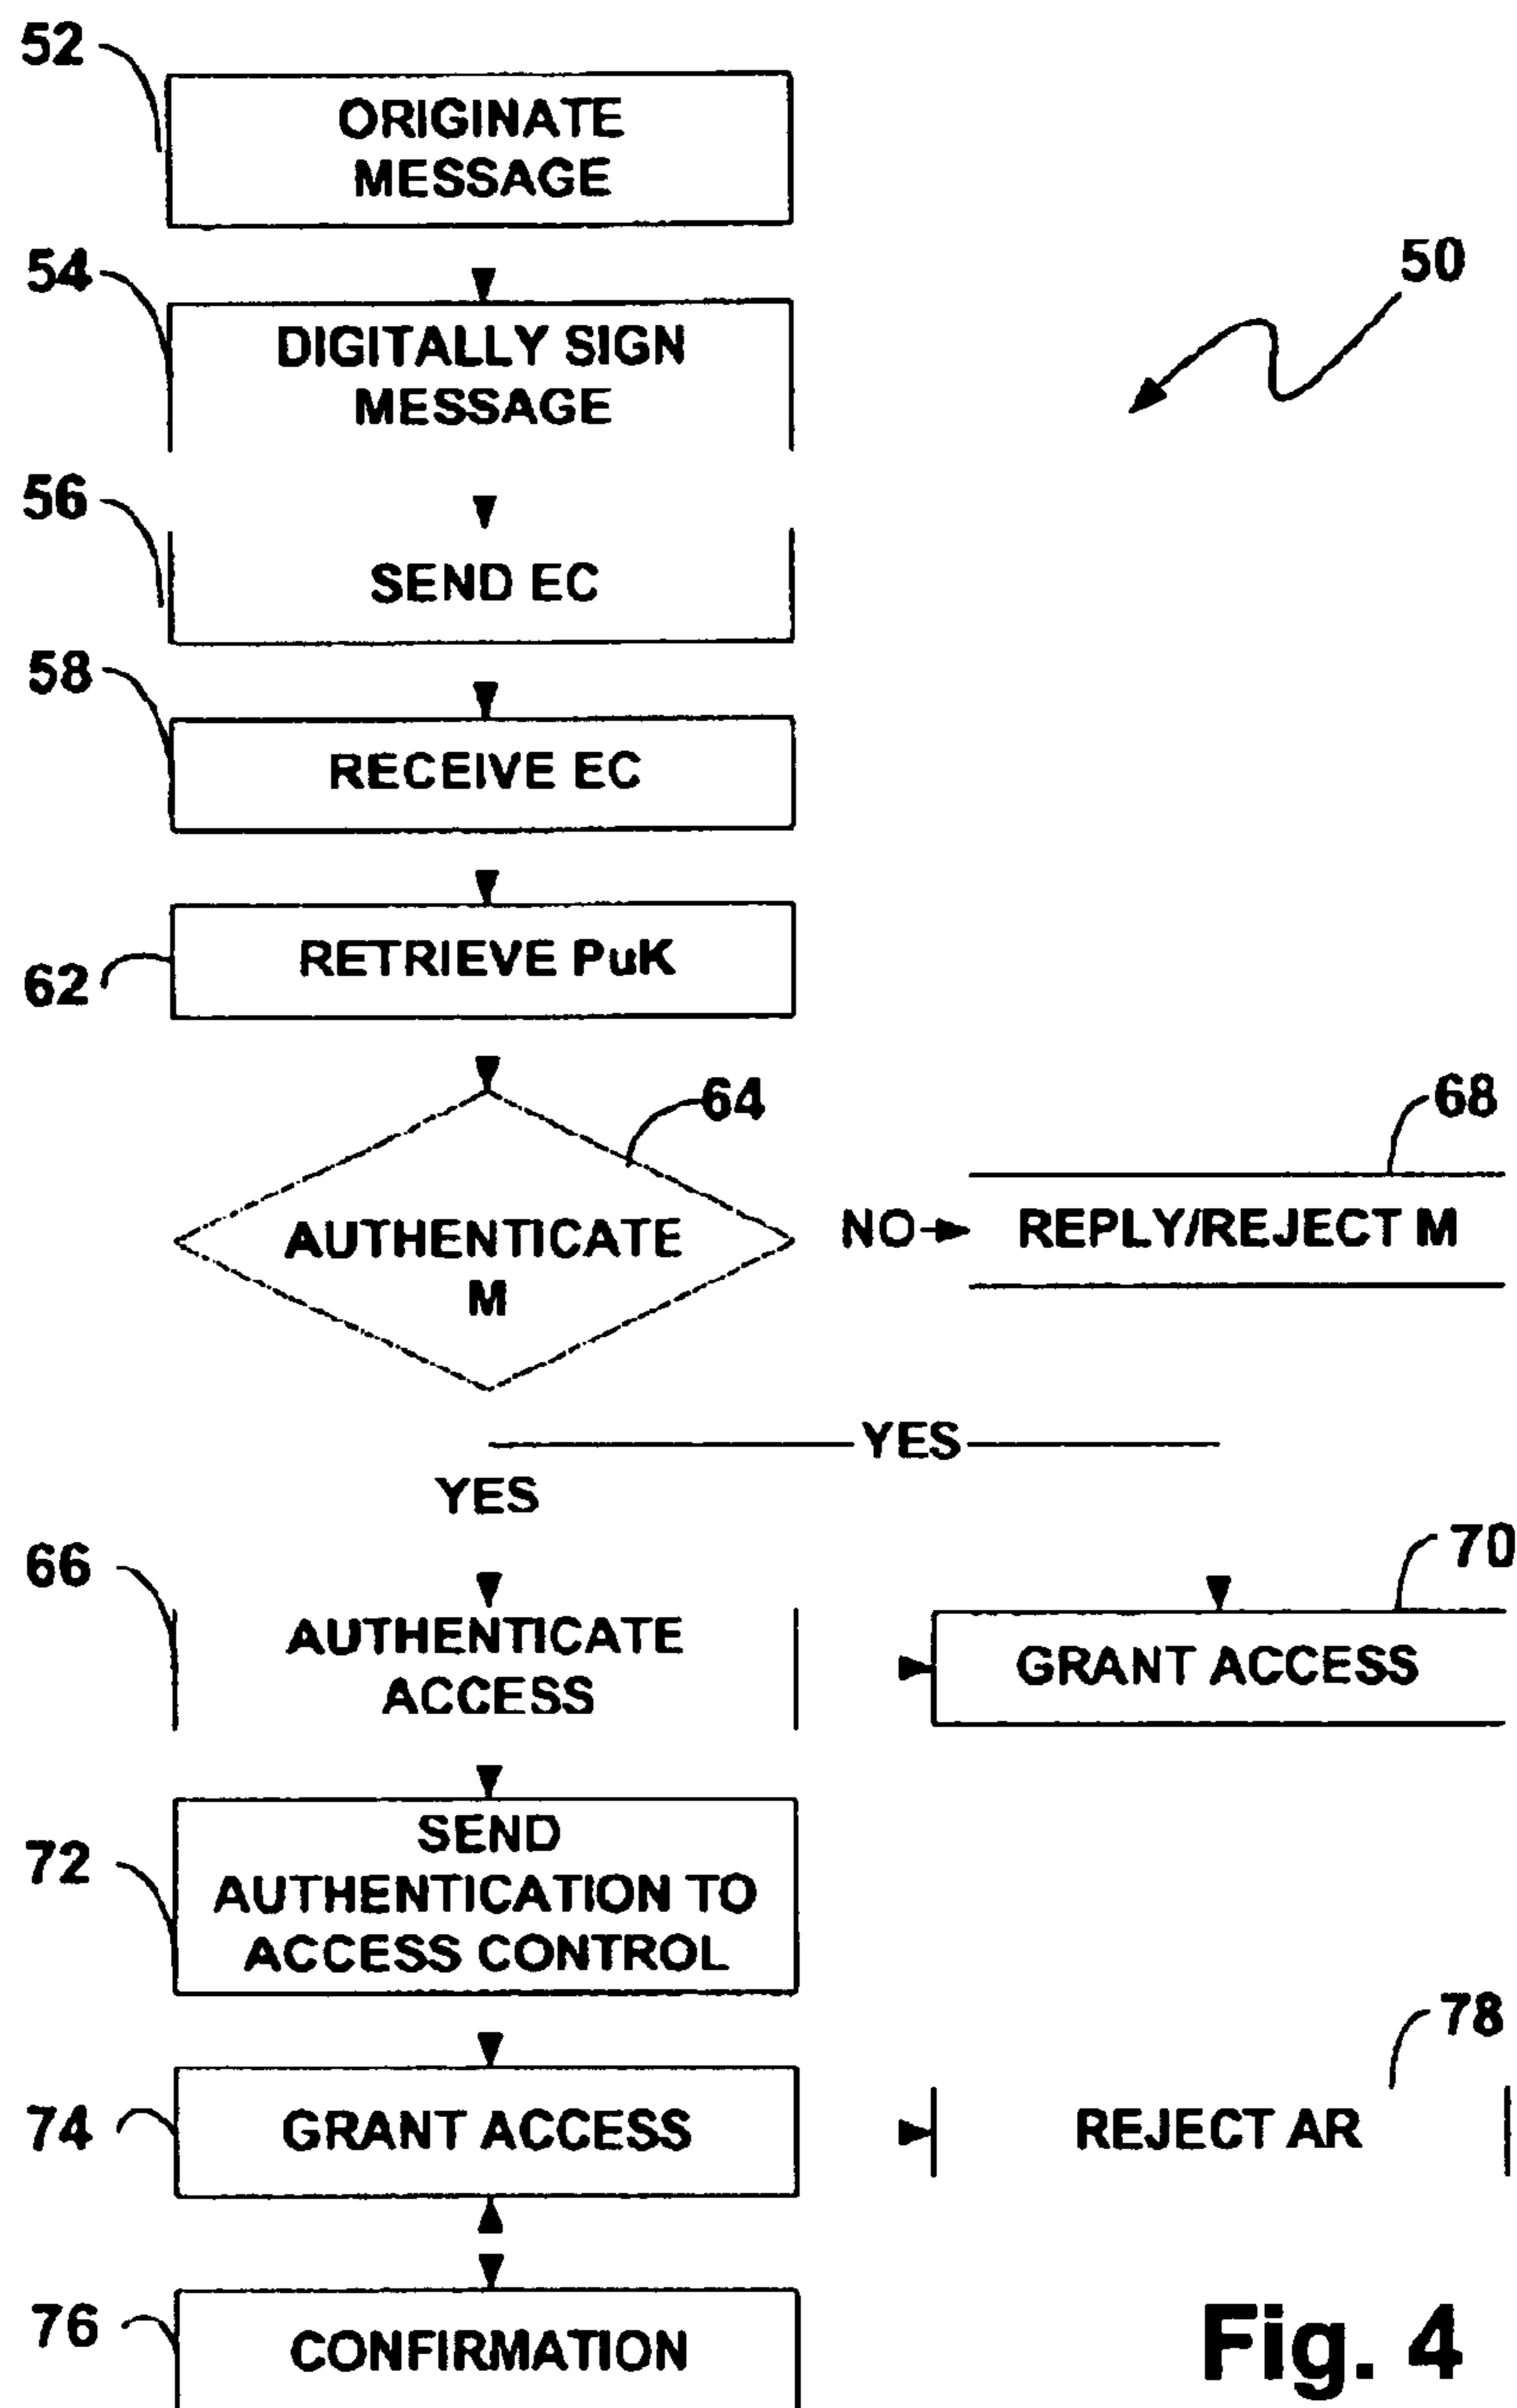 52
ORIGINATE
MESSAGE
54
DIGITALLY SIGN
MESSAGE
50
56
SEND EC
58
RECEIVE EC
62
RETRIEVE PuK
64
AUTHENTICATE
M
NO
68
REPLY/REJECT M
YES
YES
66
AUTHENTICATE
ACCESS
70
GRANT ACCESS
72
SEND
AUTHENTICATION TO
ACCESS CONTROL
74
GRANT ACCESS
78
REJECT AR
76
CONFIRMATION
Fig. 4